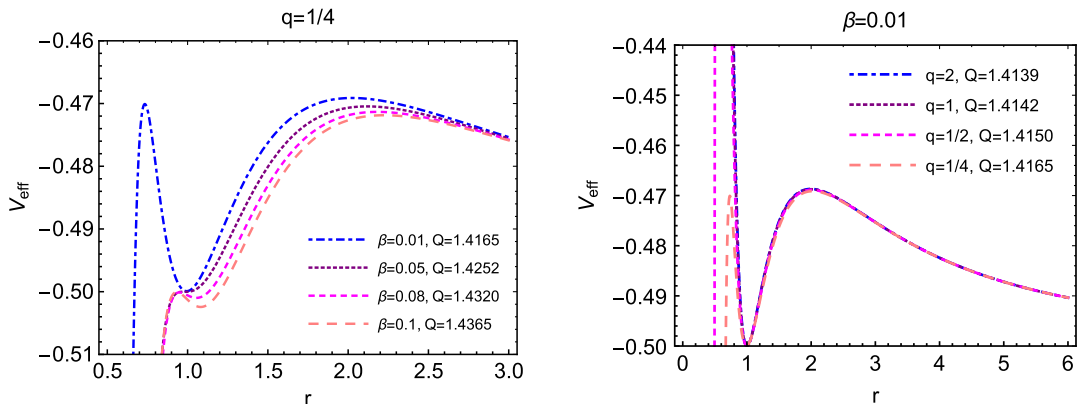 q=1/4
−0.46
−0.47
−0.48
−0.49
−0.50
−0.51
Veff
β=0.01, Q=1.4165
β=0.05, Q=1.4252
β=0.08, Q=1.4320
β=0.1, Q=1.4365
0.5 1.0 1.5 2.0 2.5 3.0
r
β=0.01
−0.44
−0.45
−0.46
−0.47
−0.48
−0.49
−0.50
Veff
q=2, Q=1.4139
q=1, Q=1.4142
q=1/2, Q=1.4150
q=1/4, Q=1.4165
0 1 2 3 4 5 6
r